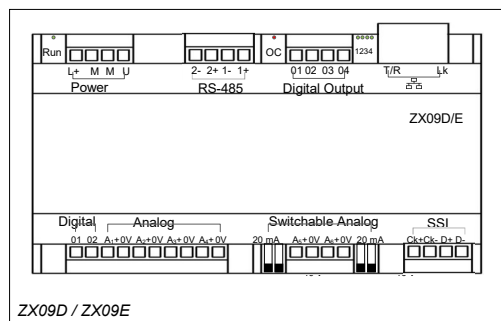 Run OC 1234
L+ M M U 2- 2+ 1- 1+ 01 02 03 04 T/R Lk
Power RS-485 Digital Output
ZX09D/E
Digital Analog Switchable Analog SSI
01 02 A1+0V A2+0V A3+0V A4+0V 20 mA A5+0V A6+0V 20 mA Ck+Ck- D+ D-
ZX09D / ZX09E